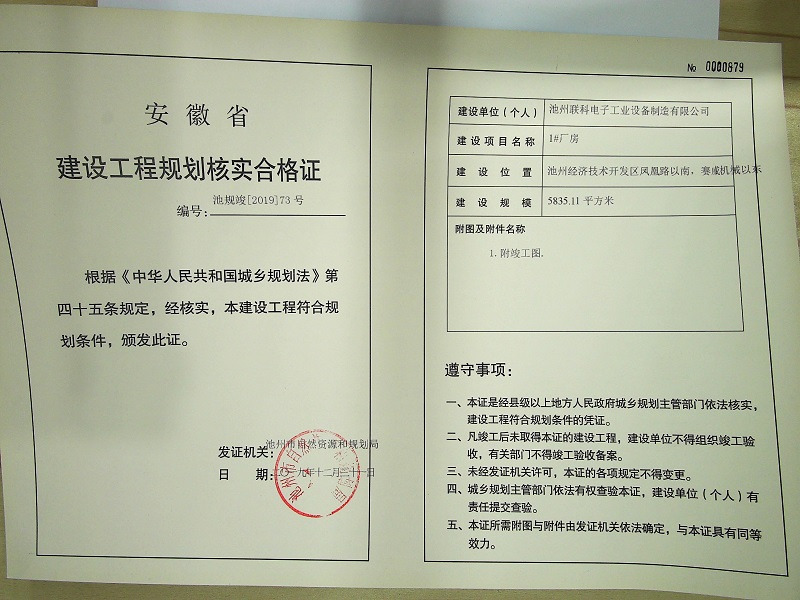 安徽省
建设工程规划核实合格证
编号：池规竣[2019]73 号
根据《中华人民共和国城乡规划法》第
四十五条规定，经核实，本建设工程符合规
划条件，颁发此证。
发证机关：池州市自然资源和规划局
日　期：二〇一九年十二月三十一日
No 0000879
建设单位（个人） 池州联科电子工业设备制造有限公司
建设项目名称 1#厂房
建设位置 池州经济技术开发区凤凰路以南，赛威机械以东
建设规模 5835.11 平方米
附图及附件名称
1. 附竣工图.
遵守事项：
一、本证是经县级以上地方人民政府城乡规划主管部门依法核实，
建设工程符合规划条件的凭证。
二、凡竣工后未取得本证的建设工程，建设单位不得组织竣工验
收，有关部门不得竣工验收备案。
三、未经发证机关许可，本证的各项规定不得变更。
四、城乡规划主管部门依法有权查验本证，建设单位（个人）有
责任提交查验。
五、本证所需附图与附件由发证机关依法确定，与本证具有同等
效力。